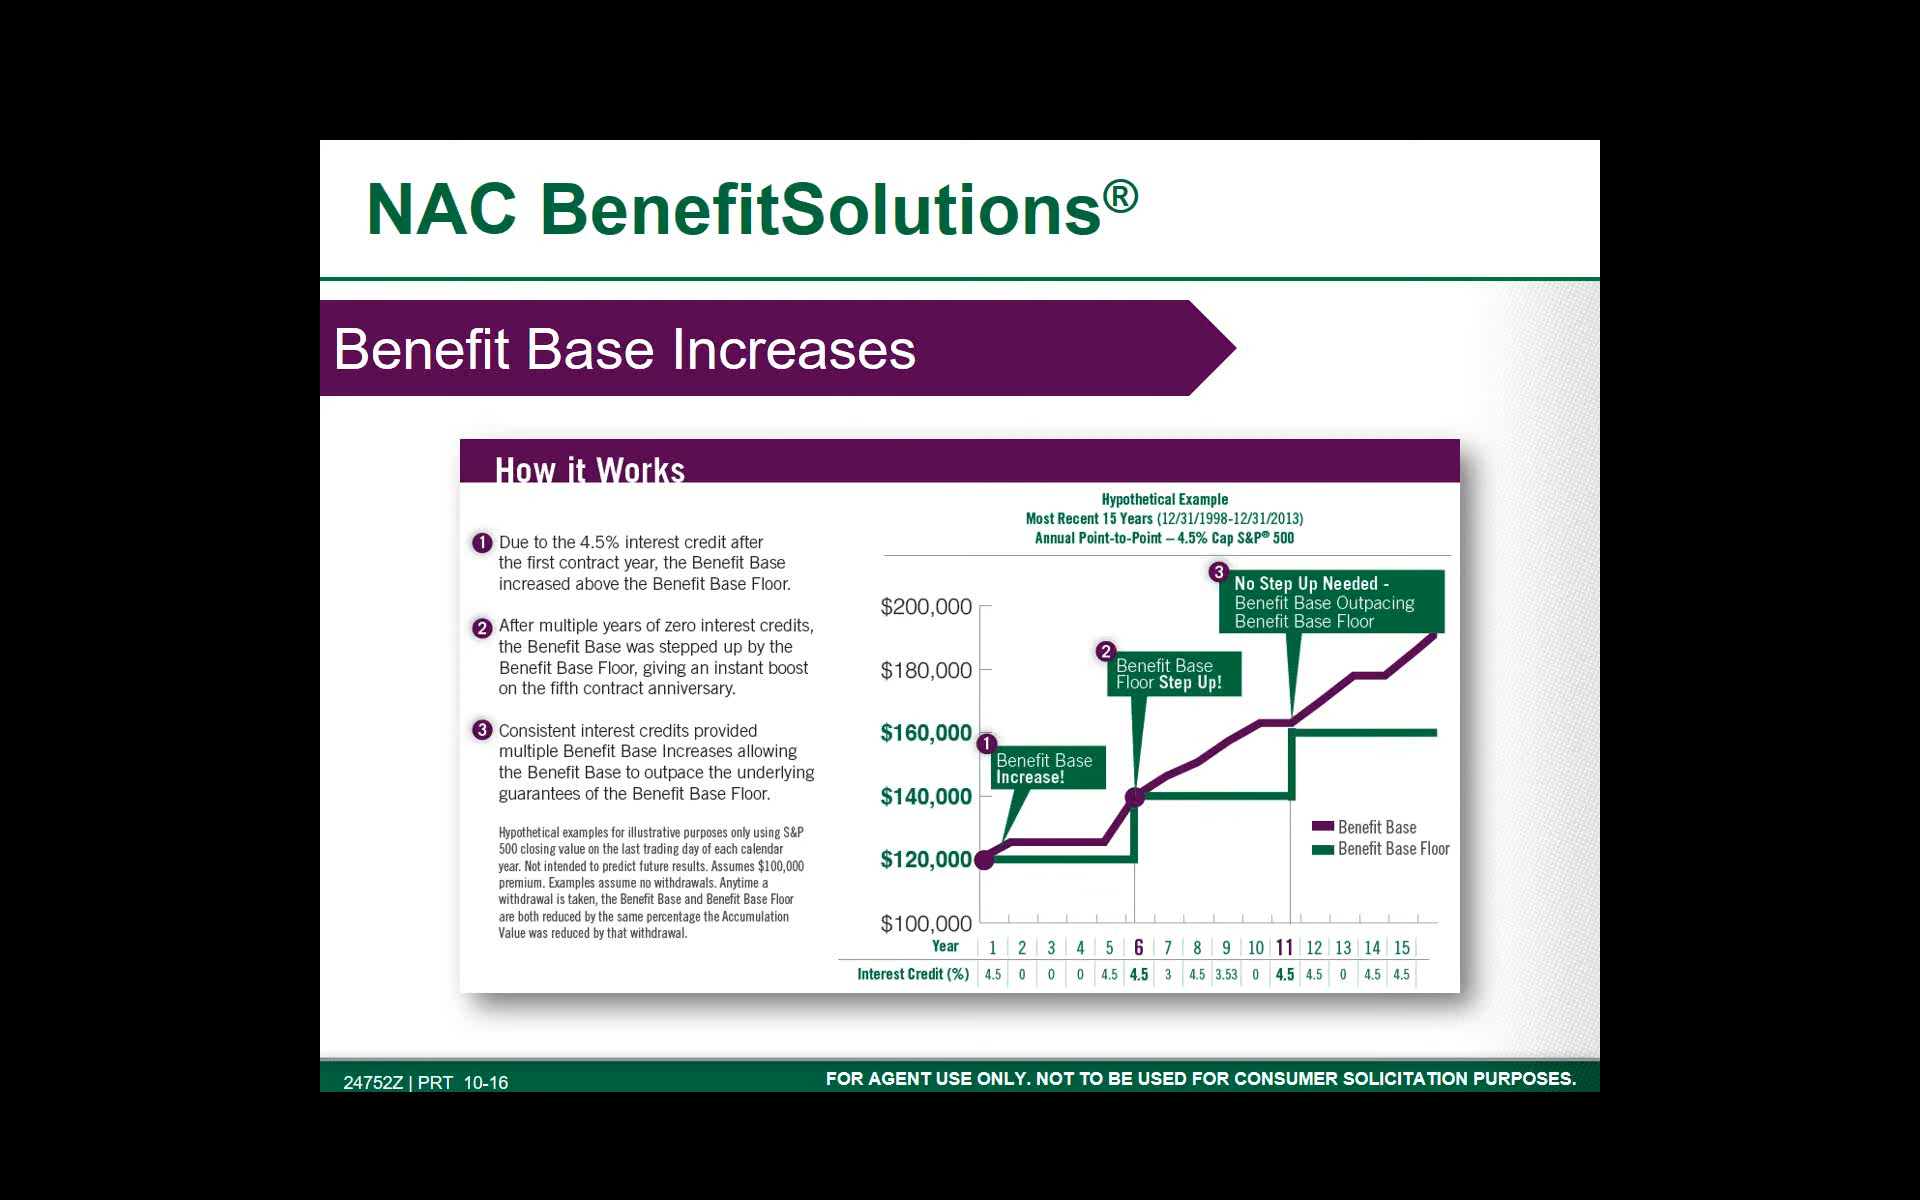 NAC BenefitSolutions®
Benefit Base Increases
How it Works
1 Due to the 4.5% interest credit after
the first contract year, the Benefit Base
increased above the Benefit Base Floor.
2 After multiple years of zero interest credits,
the Benefit Base was stepped up by the
Benefit Base Floor, giving an instant boost
on the fifth contract anniversary.
3 Consistent interest credits provided
multiple Benefit Base Increases allowing
the Benefit Base to outpace the underlying
guarantees of the Benefit Base Floor.
Hypothetical examples for illustrative purposes only using S&P
500 closing value on the last trading day of each calendar
year. Not intended to predict future results. Assumes $100,000
premium. Examples assume no withdrawals. Anytime a
withdrawal is taken, the Benefit Base and Benefit Base Floor
are both reduced by the same percentage the Accumulation
Value was reduced by that withdrawal.
Hypothetical Example
Most Recent 15 Years (12/31/1998-12/31/2013)
Annual Point-to-Point – 4.5% Cap S&P® 500
3
No Step Up Needed -
Benefit Base Outpacing
Benefit Base Floor
2
Benefit Base
Floor Step Up!
1
Benefit Base
Increase!
$200,000
$180,000
$160,000
$140,000
$120,000
$100,000
Benefit Base
Benefit Base Floor
Year 1 2 3 4 5 6 7 8 9 10 11 12 13 14 15
Interest Credit (%) 4.5 0 0 0 4.5 4.5 3 4.5 3.53 0 4.5 4.5 0 4.5 4.5
24752Z | PRT 10-16
FOR AGENT USE ONLY. NOT TO BE USED FOR CONSUMER SOLICITATION PURPOSES.